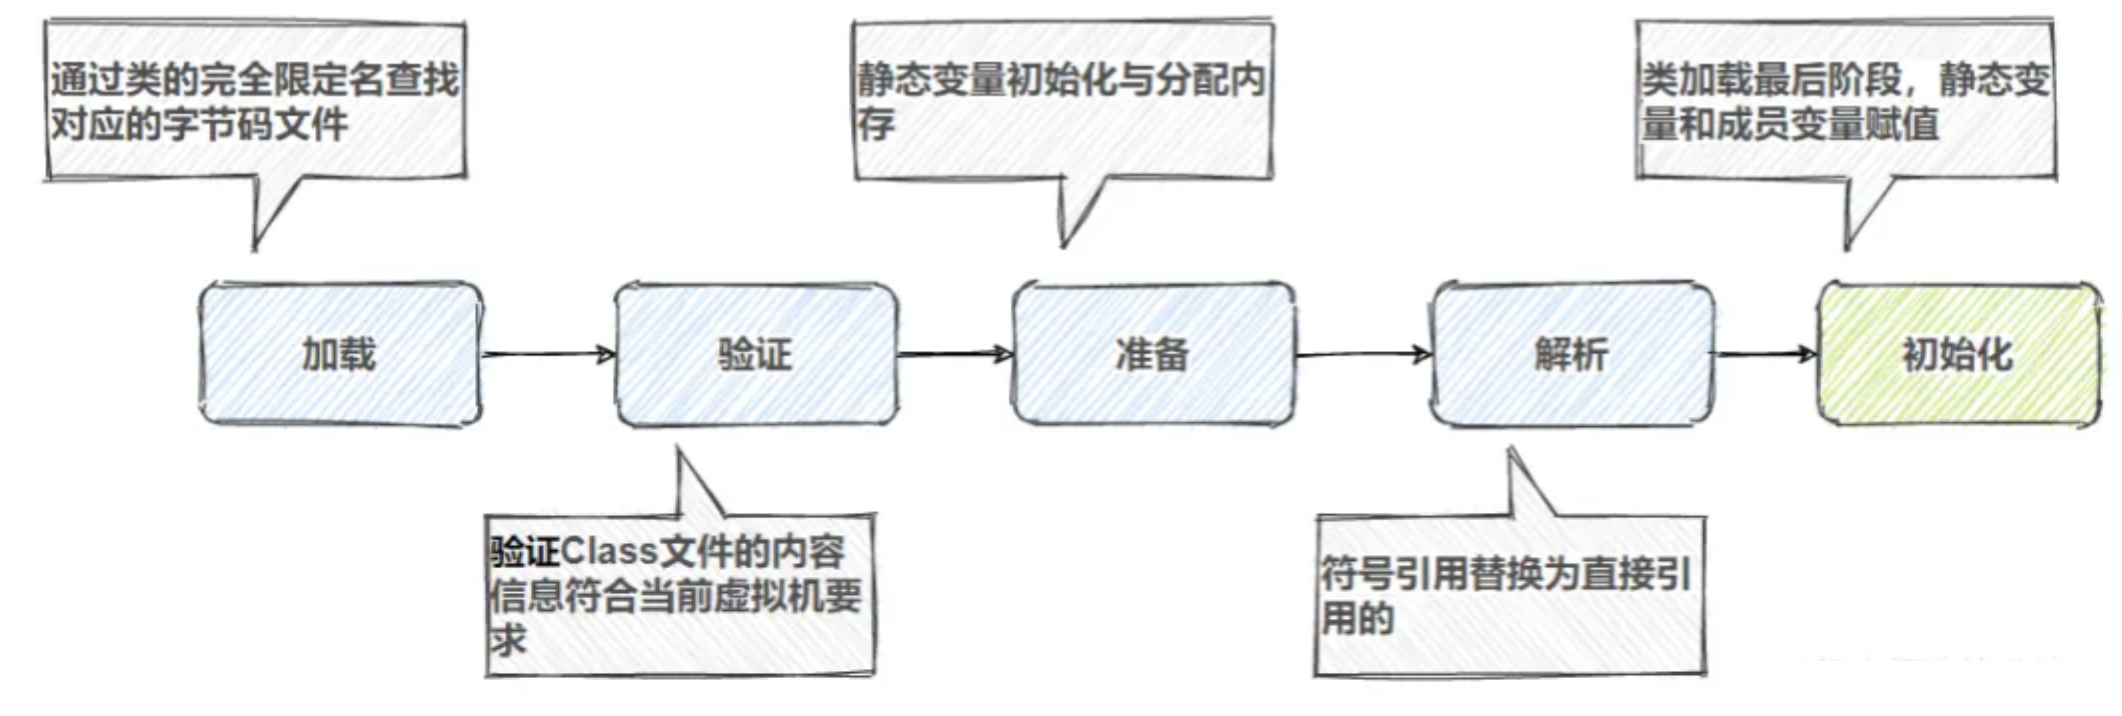 通过类的完全限定名查找
对应的字节码文件
静态变量初始化与分配内
存
类加载最后阶段，静态变
量和成员变量赋值
加载
验证
准备
解析
初始化
验证Class文件的内容
信息符合当前虚拟机要
求
符号引用替换为直接引
用的